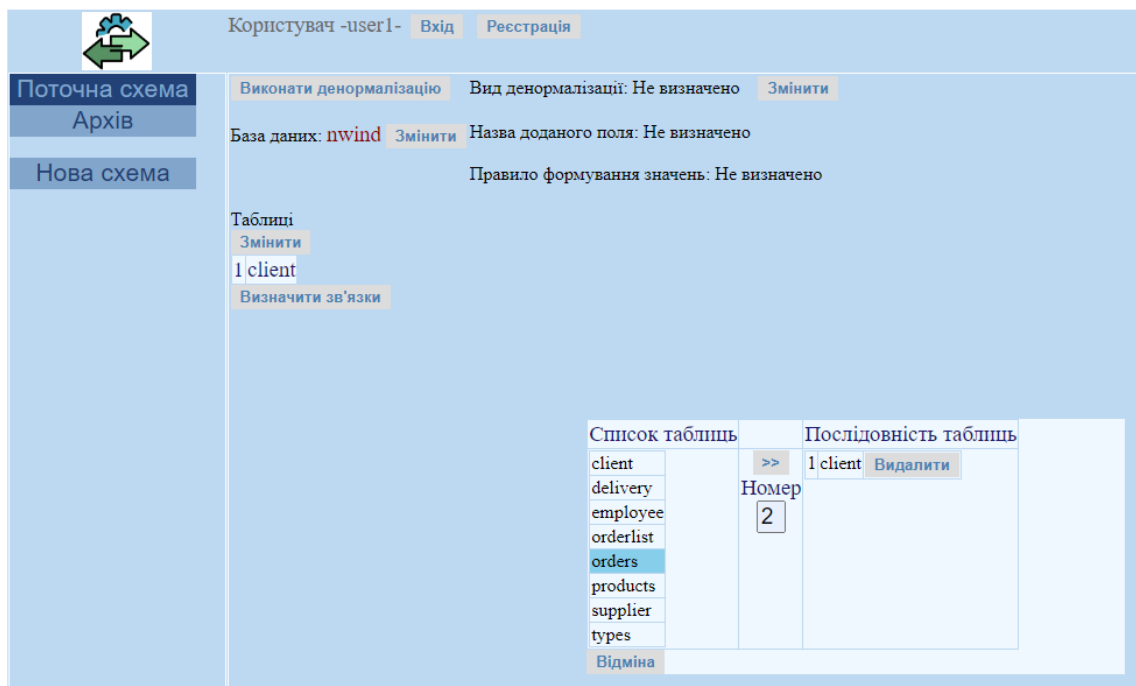 Користувач -user1- Вхід Реєстрація
Поточна схема
Архів
Нова схема
Виконати денормалізацію Вид денормалізації: Не визначено Змінити
База даних: nwind Змінити Назва доданого поля: Не визначено
Правило формування значень: Не визначено
Таблиці
Змінити
1 client
Визначити зв'язки
Список таблиць Послідовність таблиць
client >> 1 client Видалити
delivery Номер
employee 2
orderlist
orders
products
supplier
types
Відміна